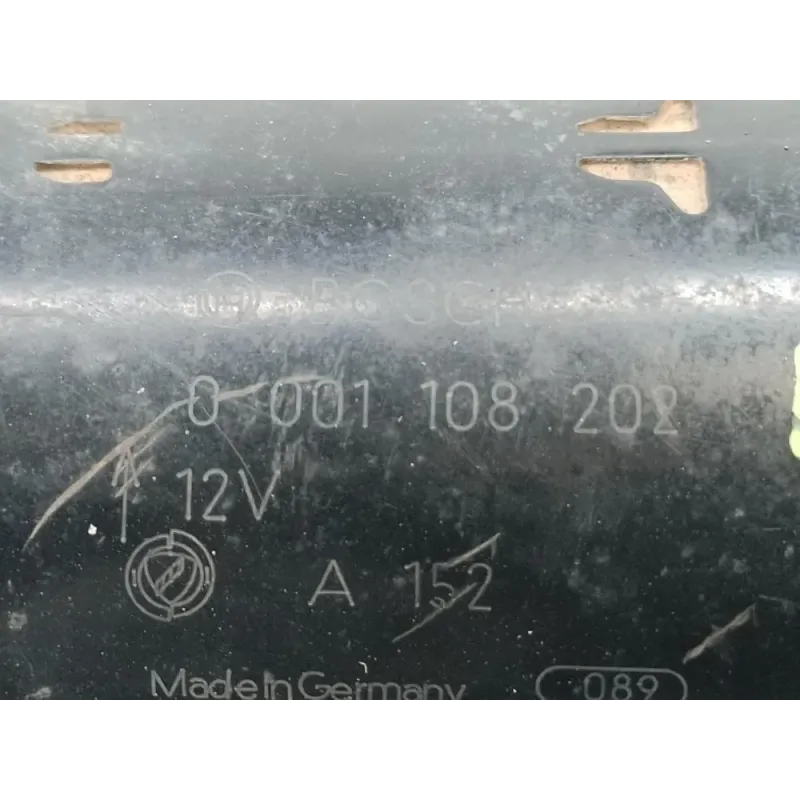 BOSCH
0 001 108 202
12V
A 152
Made in Germany 089